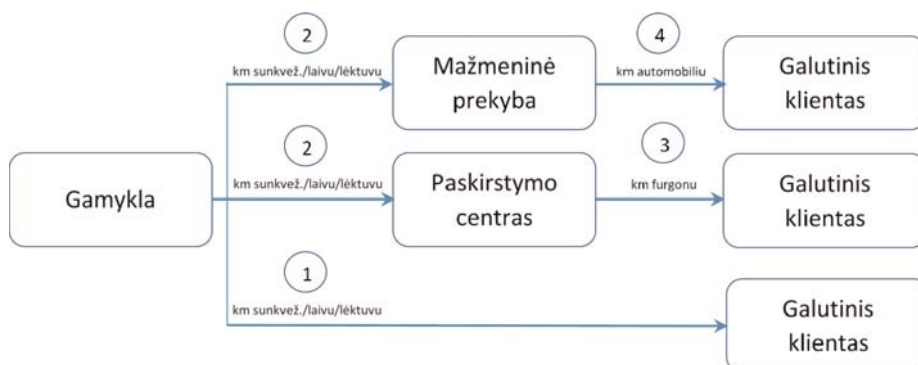 2
4
km sunkvež./laivu/lėktuvu
Mažmeninė
prekyba
km automobiliu
Galutinis
klientas
2
3
Gamykla
km sunkvež./laivu/lėktuvu
Paskirstymo
centras
km furgonu
Galutinis
klientas
1
km sunkvež./laivu/lėktuvu
Galutinis
klientas